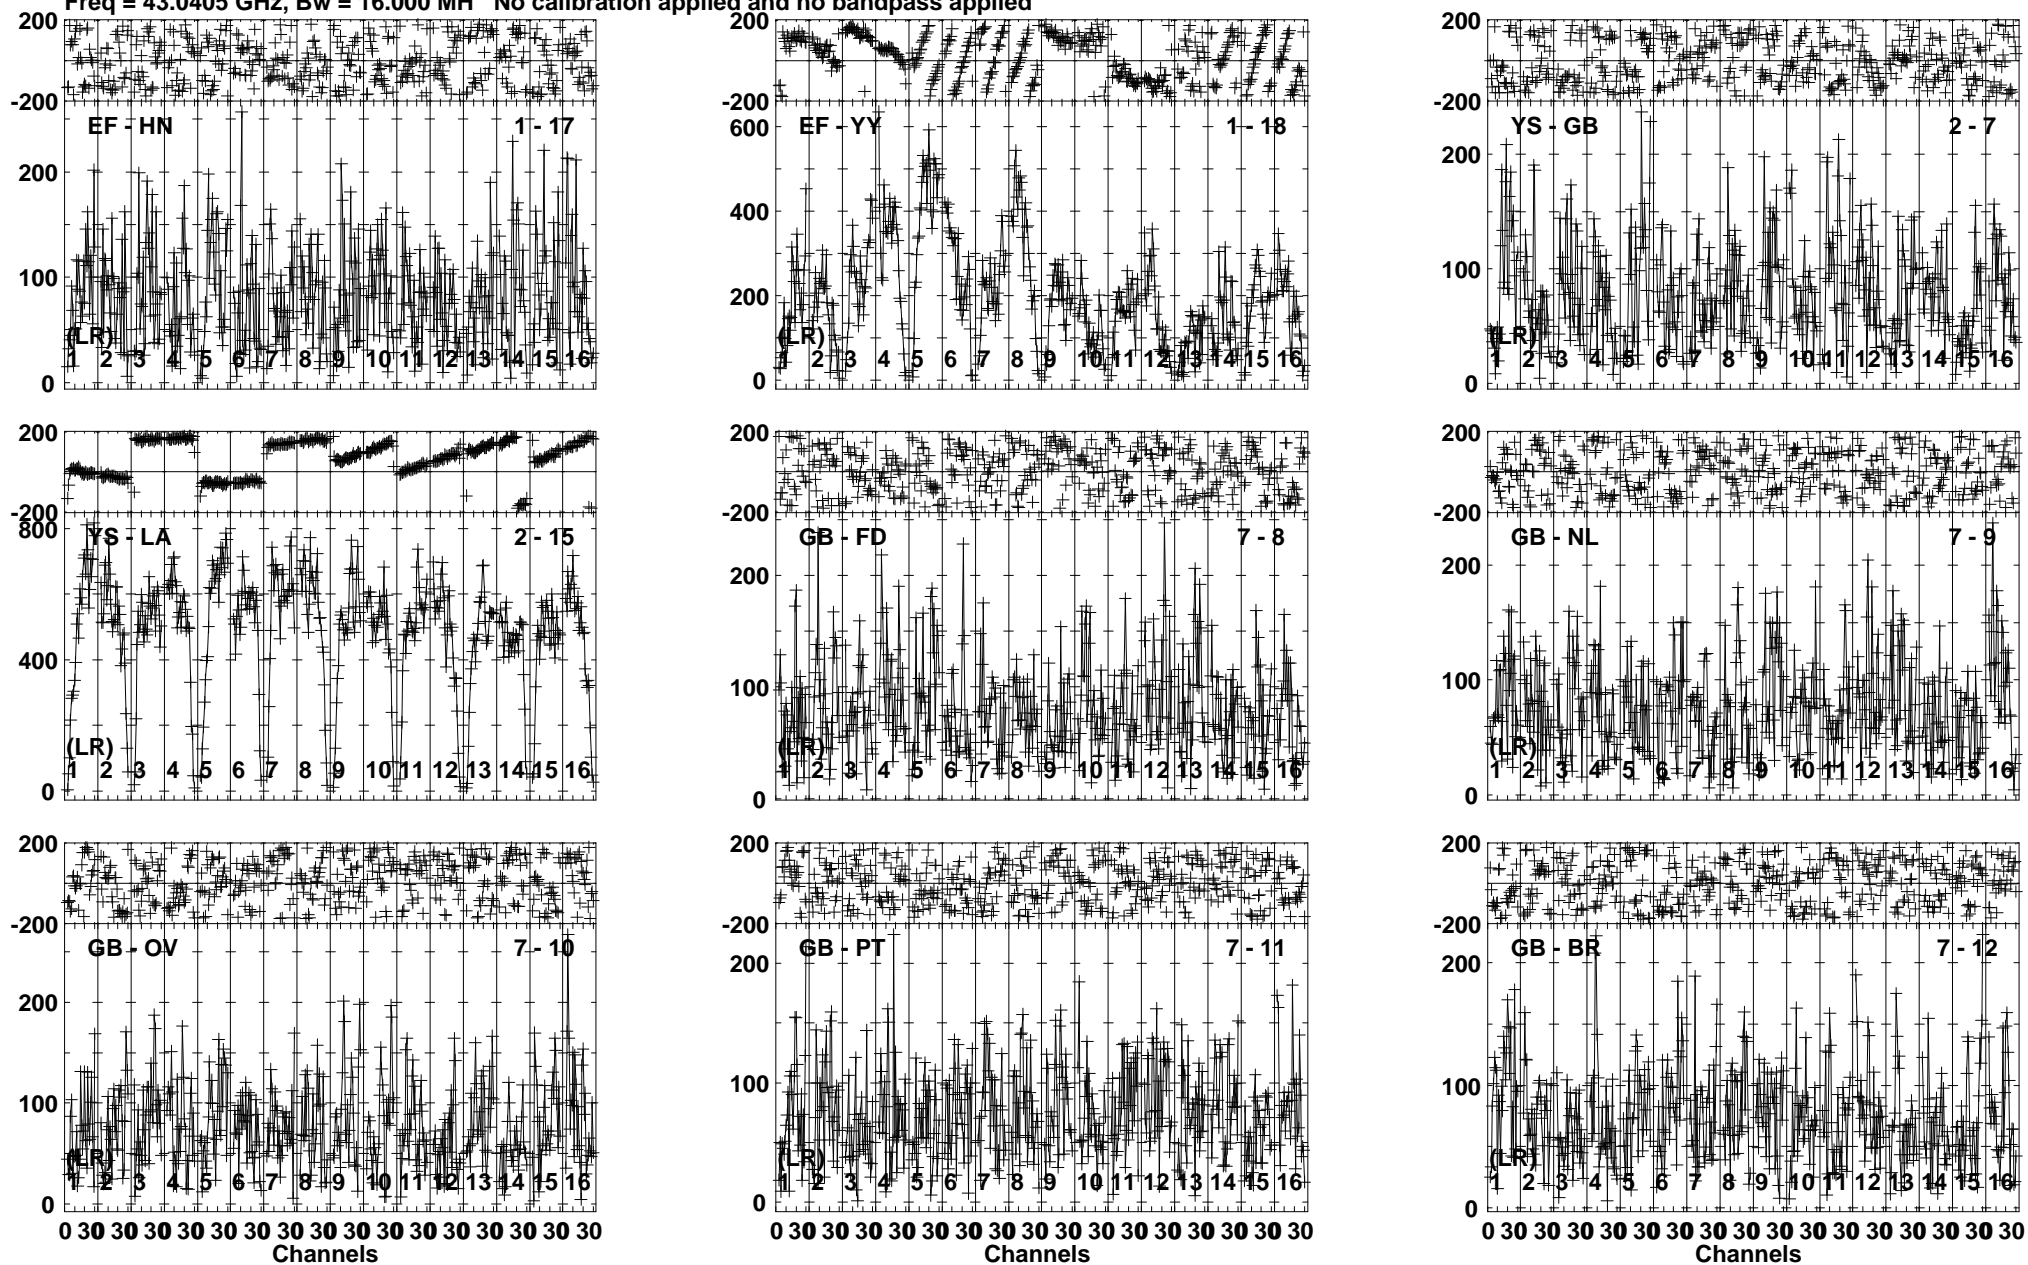 Freq = 43.0405 GHz, Bw = 16.000 MH No calibration applied and no bandpass applied
200
-200
EF - HN 1 - 17
200
100
0
(LR)
1 2 3 4 5 6 7 8 9 10 11 12 13 14 15 16
200
-200
EF - YY 1 - 18
600
400
200
0
(LR)
1 2 3 4 5 6 7 8 9 10 11 12 13 14 15 16
200
-200
YS - GB 2 - 7
200
100
0
(LR)
1 2 3 4 5 6 7 8 9 10 11 12 13 14 15 16
200
-200
YS - LA 2 - 15
800
400
0
(LR)
1 2 3 4 5 6 7 8 9 10 11 12 13 14 15 16
200
-200
GB - FD 7 - 8
200
100
0
(LR)
1 2 3 4 5 6 7 8 9 10 11 12 13 14 15 16
200
-200
GB - NL 7 - 9
200
100
0
(LR)
1 2 3 4 5 6 7 8 9 10 11 12 13 14 15 16
200
-200
GB - OV 7 - 10
200
100
0
(LR)
1 2 3 4 5 6 7 8 9 10 11 12 13 14 15 16
0 30 30 30 30 30 30 30 30 30 30 30 30 30 30 30 30
Channels
200
-200
GB - PT 7 - 11
200
100
0
(LR)
1 2 3 4 5 6 7 8 9 10 11 12 13 14 15 16
0 30 30 30 30 30 30 30 30 30 30 30 30 30 30 30 30
Channels
200
-200
GB - BR 7 - 12
200
100
0
(LR)
1 2 3 4 5 6 7 8 9 10 11 12 13 14 15 16
0 30 30 30 30 30 30 30 30 30 30 30 30 30 30 30 30
Channels